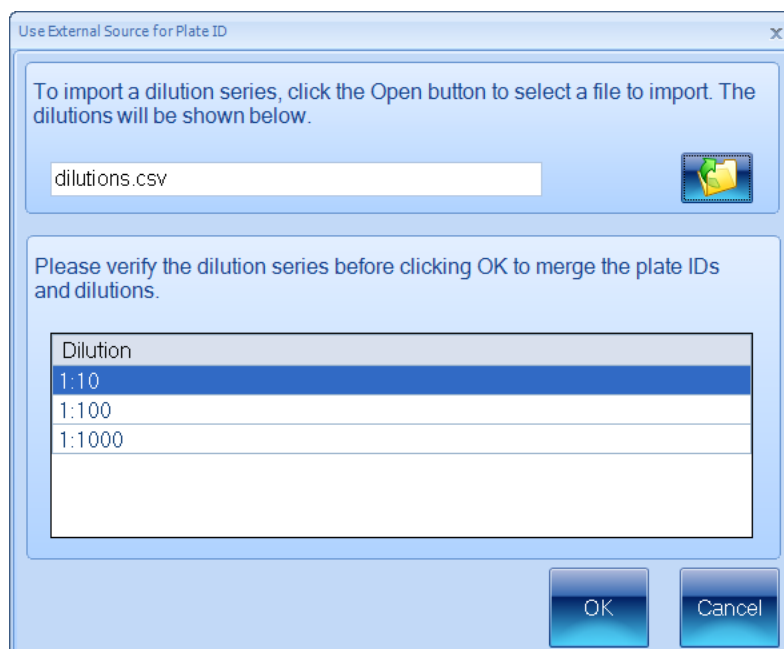 Use External Source for Plate ID
x
To import a dilution series, click the Open button to select a file to import. The
dilutions will be shown below.
dilutions.csv
Please verify the dilution series before clicking OK to merge the plate IDs
and dilutions.
Dilution
1:10
1:100
1:1000
OK
Cancel